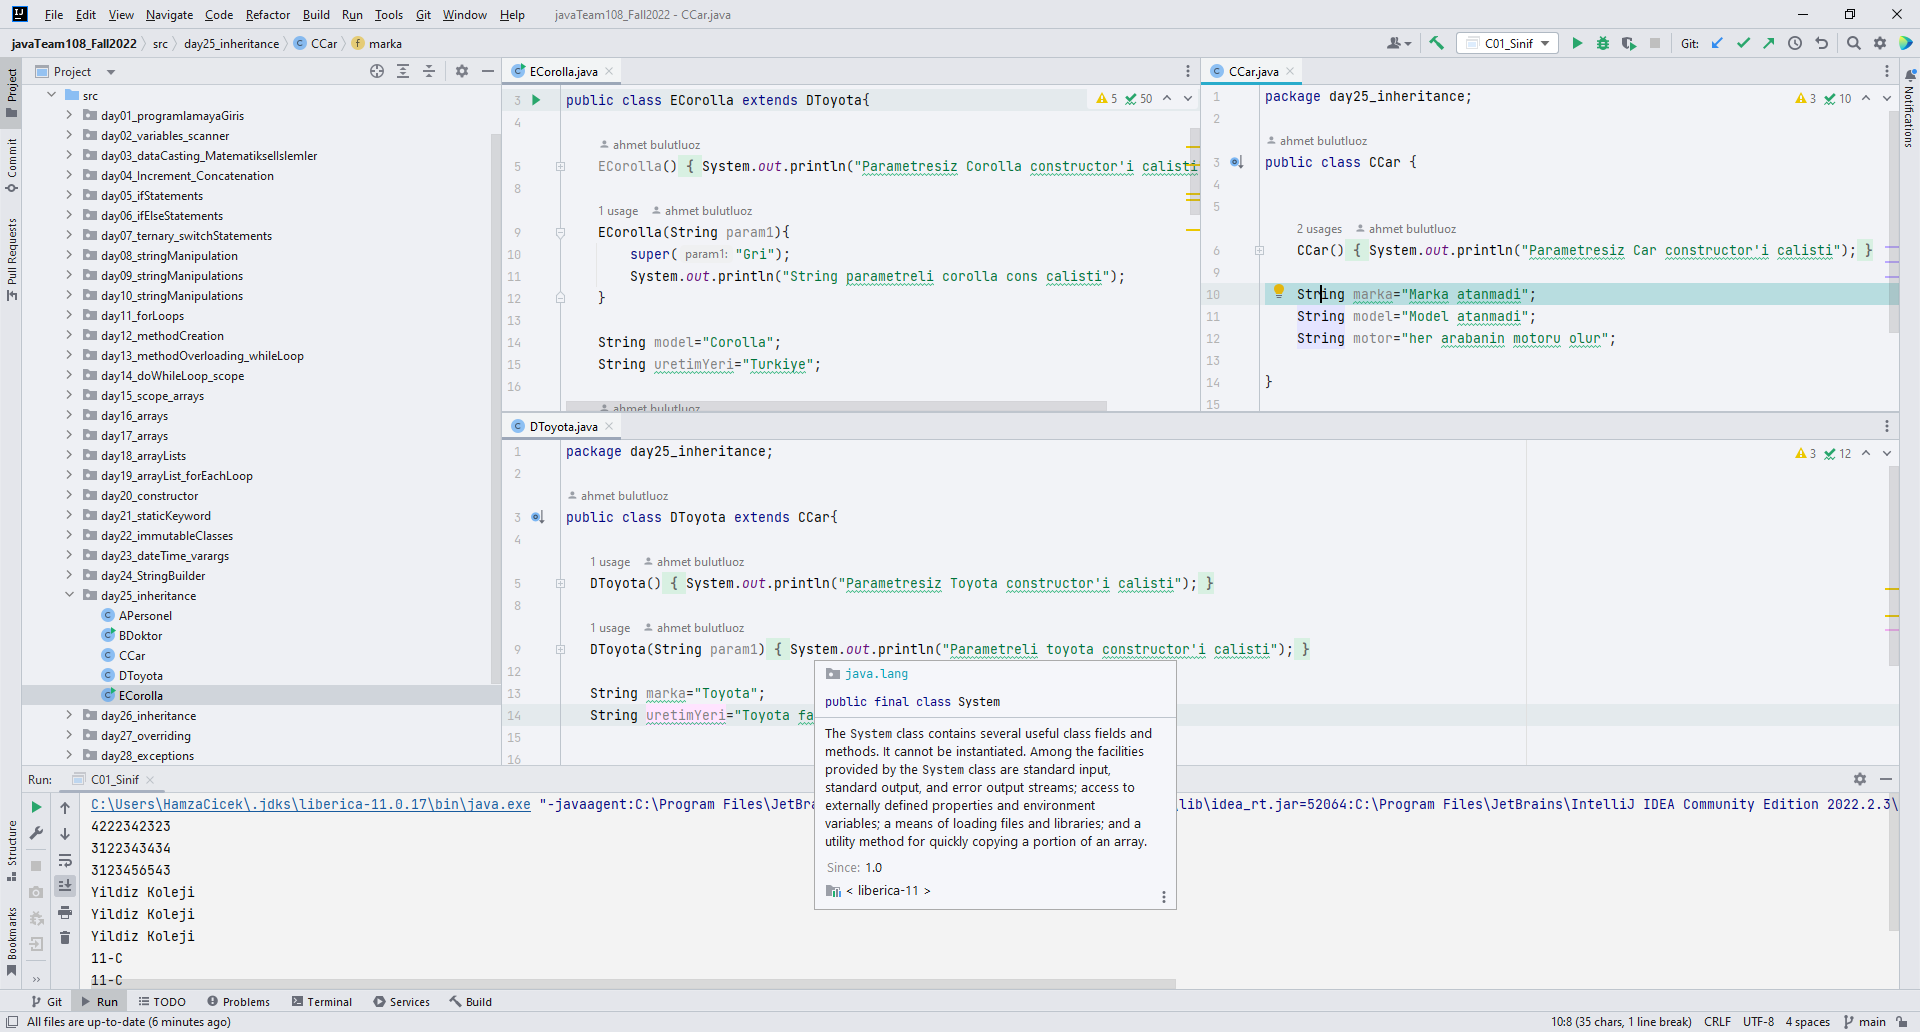 File Edit View Navigate Code Refactor Build Run Tools Git Window Help javaTeam108_Fall2022 - CCar.java
javaTeam108_Fall2022 src day25_inheritance CCar marka
C01_Sinif Git:
Project
Commit
Pull Requests
Structure
Bookmarks
Notifications
Project
src
day01_programlamayaGiris
day02_variables_scanner
day03_dataCasting_MatematikselIslemler
day04_Increment_Concatenation
day05_ifStatements
day06_ifElseStatements
day07_ternary_switchStatements
day08_stringManipulation
day09_stringManipulations
day10_stringManipulations
day11_forLoops
day12_methodCreation
day13_methodOverloading_whileLoop
day14_doWhileLoop_scope
day15_scope_arrays
day16_arrays
day17_arrays
day18_arrayLists
day19_arrayList_forEachLoop
day20_constructor
day21_staticKeyword
day22_immutableClasses
day23_dateTime_varargs
day24_StringBuilder
day25_inheritance
APersonel
BDoktor
CCar
DToyota
ECorolla
day26_inheritance
day27_overriding
day28_exceptions
ECorolla.java
5 50
3 public class ECorolla extends DToyota{
4
ahmet bulutluoz
5 ECorolla() { System.out.println("Parametresiz Corolla constructor'i calisti
8
1 usage ahmet bulutluoz
9 ECorolla(String param1){
10 super( param1: "Gri");
11 System.out.println("String parametreli corolla cons calisti");
12 }
13
14 String model="Corolla";
15 String uretimYeri="Turkiye";
16
ahmet bulutluoz
CCar.java
3 10
1 package day25_inheritance;
2
ahmet bulutluoz
3 public class CCar {
4
5
2 usages ahmet bulutluoz
6 CCar() { System.out.println("Parametresiz Car constructor'i calisti"); }
9
10 String marka="Marka atanmadi";
11 String model="Model atanmadi";
12 String motor="her arabanin motoru olur";
13
14 }
15
DToyota.java
3 12
1 package day25_inheritance;
2
ahmet bulutluoz
3 public class DToyota extends CCar{
4
1 usage ahmet bulutluoz
5 DToyota() { System.out.println("Parametresiz Toyota constructor'i calisti"); }
8
1 usage ahmet bulutluoz
9 DToyota(String param1) { System.out.println("Parametreli toyota constructor'i calisti"); }
12
13 String marka="Toyota";
14 String uretimYeri="Toyota fa
15
16
java.lang
public final class System
The System class contains several useful class fields and
methods. It cannot be instantiated. Among the facilities
provided by the System class are standard input,
standard output, and error output streams; access to
externally defined properties and environment
variables; a means of loading files and libraries; and a
utility method for quickly copying a portion of an array.
Since: 1.0
< liberica-11 >
Run: C01_Sinif
C:\Users\HamzaCicek\.jdks\liberica-11.0.17\bin\java.exe "-javaagent:C:\Program Files\JetBra lib\idea_rt.jar=52064:C:\Program Files\JetBrains\IntelliJ IDEA Community Edition 2022.2.3\
4222342323
3122343434
3123456543
Yildiz Koleji
Yildiz Koleji
Yildiz Koleji
11-C
11-C
Git Run TODO Problems Terminal Services Build
All files are up-to-date (6 minutes ago) 10:8 (35 chars, 1 line break) CRLF UTF-8 4 spaces main